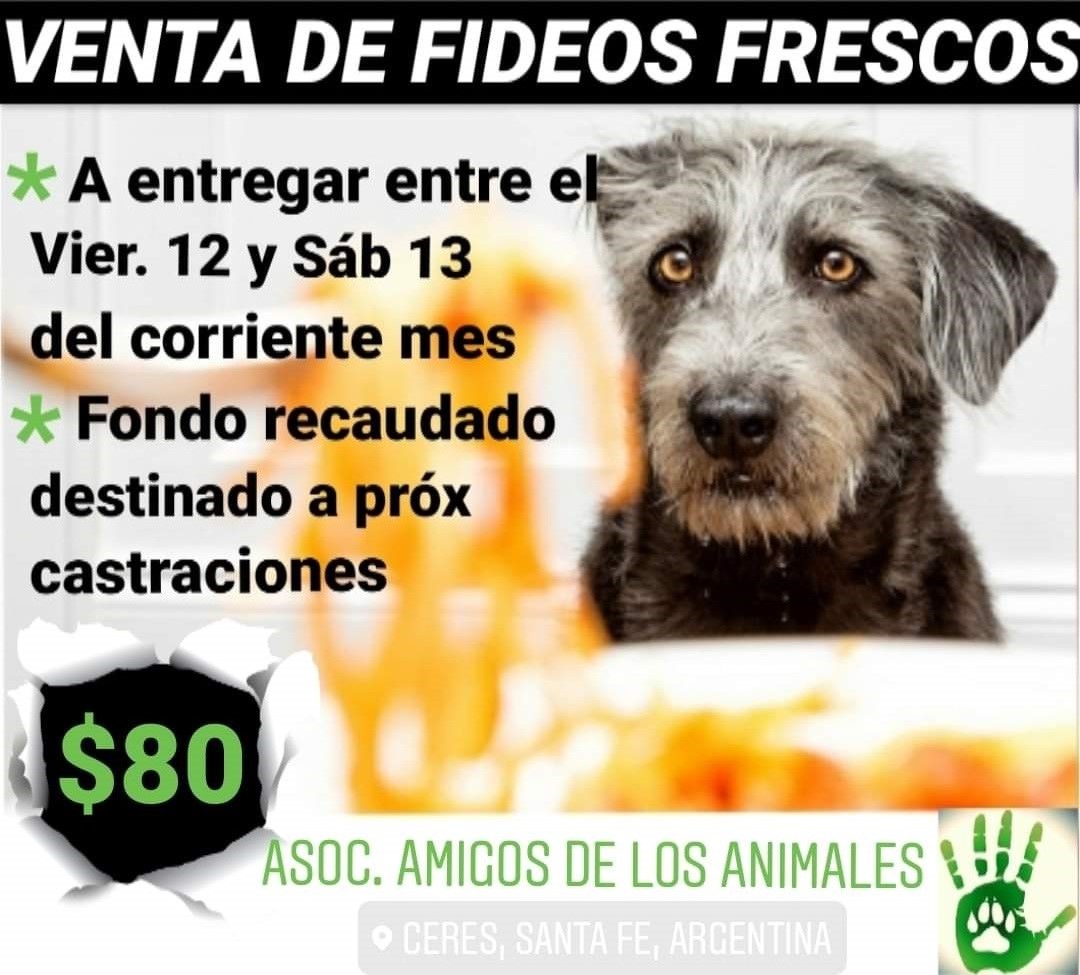 VENTA DE FIDEOS FRESCOS
* A entregar entre el
Vier. 12 y Sáb 13
del corriente mes
* Fondo recaudado
destinado a próx
castraciones
$80
ASOC. AMIGOS DE LOS ANIMALES
CERES, SANTA FE, ARGENTINA